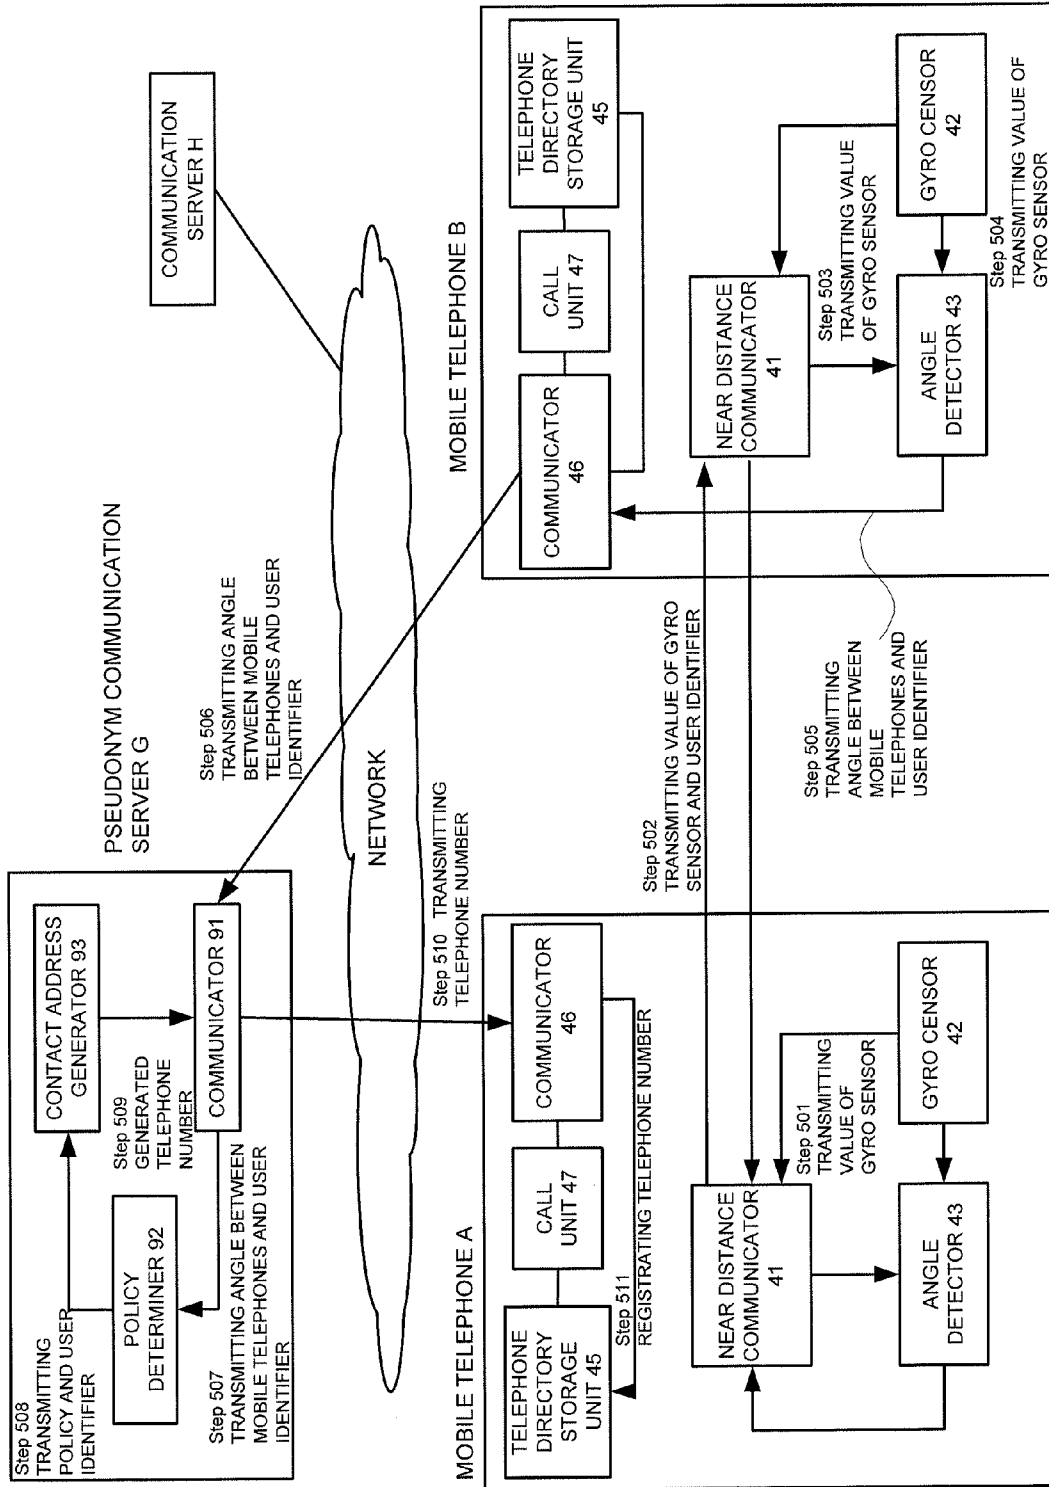 Step 508
TRANSMITTING
POLICY AND USER
IDENTIFIER
POLICY
DETERMINER 92
Step 507
TRANSMITTING ANGLE BETWEEN
MOBILE TELEPHONES AND USER
IDENTIFIER
CONTACT ADDRESS
GENERATOR 93
Step 509
GENERATED
TELEPHONE
NUMBER
COMMUNICATOR 91
PSEUDONYM COMMUNICATION
SERVER G
Step 506
TRANSMITTING ANGLE
BETWEEN MOBILE
TELEPHONES AND USER
IDENTIFIER
COMMUNICATION
SERVER H
NETWORK
Step 510 TRANSMITTING
TELEPHONE NUMBER
MOBILE TELEPHONE A
TELEPHONE
DIRECTORY
STORAGE
UNIT 45
CALL
UNIT 47
COMMUNICATOR
46
Step 511
REGISTRATING TELEPHONE NUMBER
NEAR DISTANCE
COMMUNICATOR
41
Step 501
TRANSMITTING
VALUE OF
GYRO SENSOR
ANGLE
DETECTOR 43
GYRO CENSOR
42
Step 502
TRANSMITTING VALUE OF GYRO
SENSOR AND USER IDENTIFIER
Step 505
TRANSMITTING
ANGLE BETWEEN
MOBILE
TELEPHONES AND
USER IDENTIFIER
MOBILE TELEPHONE B
COMMUNICATOR
46
CALL
UNIT 47
TELEPHONE
DIRECTORY
STORAGE UNIT
45
NEAR DISTANCE
COMMUNICATOR
41
Step 503
TRANSMITTING VALUE
OF GYRO SENSOR
ANGLE
DETECTOR 43
GYRO CENSOR
42
Step 504
TRANSMITTING VALUE OF
GYRO SENSOR